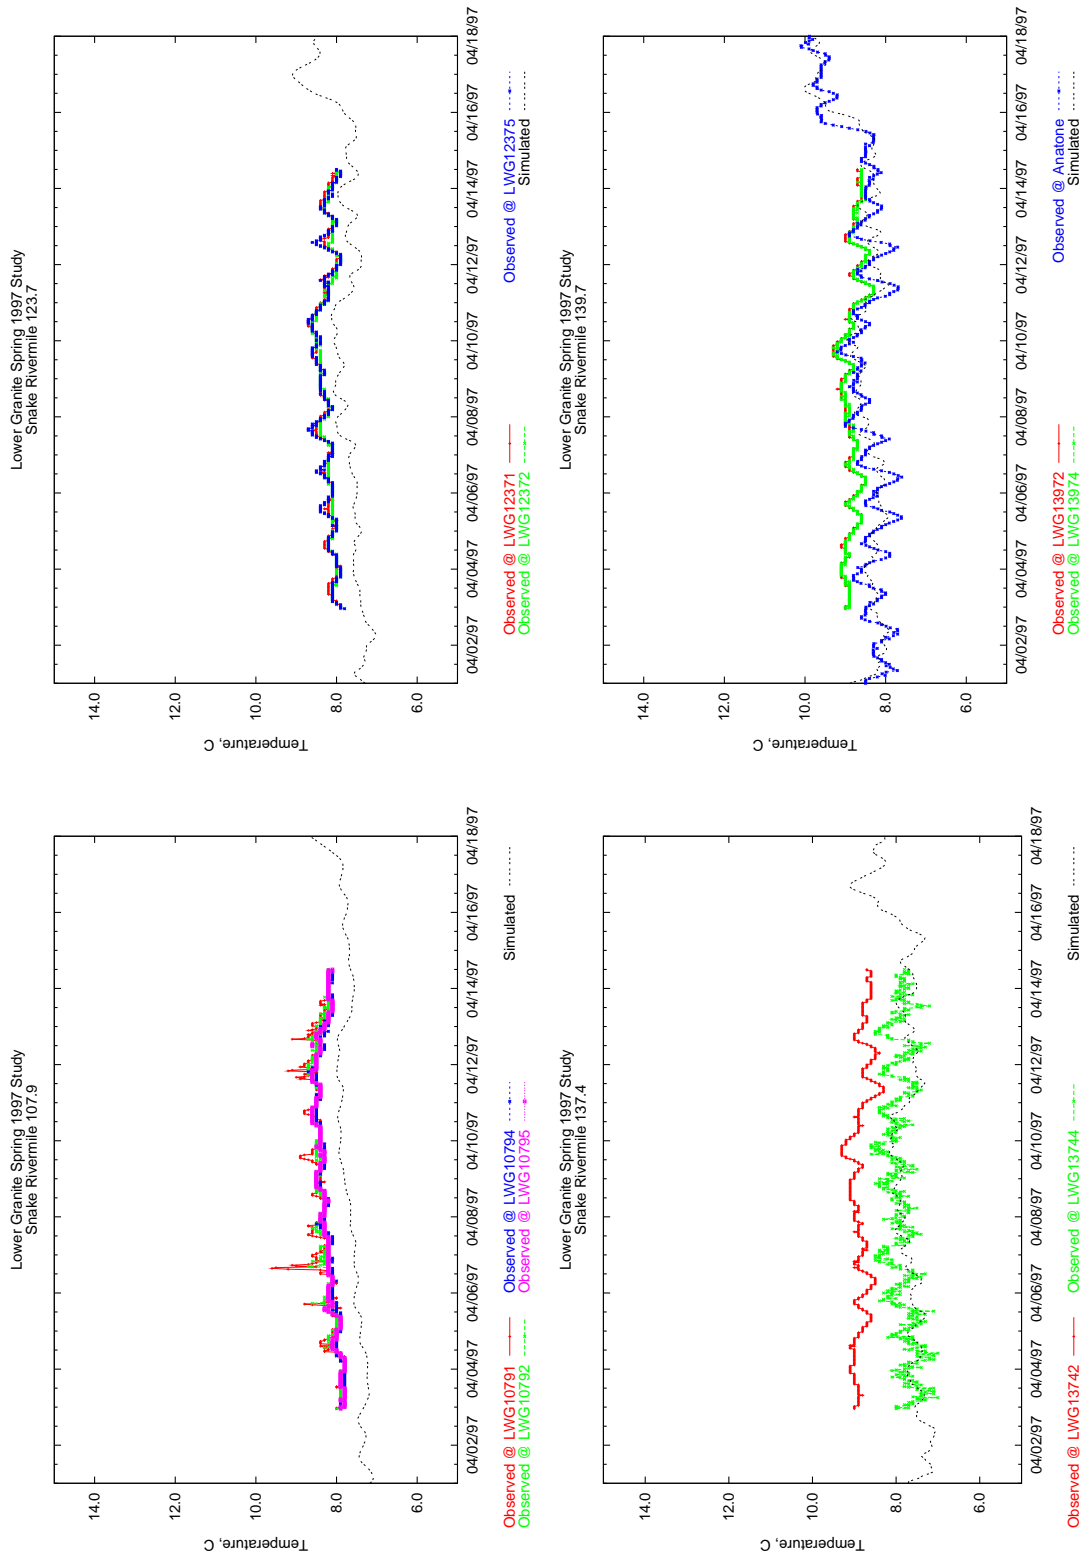 Lower Granite Spring 1997 Study
Snake Rivermile 107.9
Temperature, C
14.0
12.0
10.0
8.0
6.0
04/02/97
04/04/97
04/06/97
04/08/97
04/10/97
04/12/97
04/14/97
04/16/97
04/18/97
Observed @ LWG10791
Observed @ LWG10792
Observed @ LWG10794
Observed @ LWG10795
Simulated
Lower Granite Spring 1997 Study
Snake Rivermile 123.7
Temperature, C
14.0
12.0
10.0
8.0
6.0
04/02/97
04/04/97
04/06/97
04/08/97
04/10/97
04/12/97
04/14/97
04/16/97
04/18/97
Observed @ LWG12371
Observed @ LWG12372
Observed @ LWG12375
Simulated
Lower Granite Spring 1997 Study
Snake Rivermile 137.4
Temperature, C
14.0
12.0
10.0
8.0
6.0
04/02/97
04/04/97
04/06/97
04/08/97
04/10/97
04/12/97
04/14/97
04/16/97
04/18/97
Observed @ LWG13742
Observed @ LWG13744
Simulated
Lower Granite Spring 1997 Study
Snake Rivermile 139.7
Temperature, C
14.0
12.0
10.0
8.0
6.0
04/02/97
04/04/97
04/06/97
04/08/97
04/10/97
04/12/97
04/14/97
04/16/97
04/18/97
Observed @ LWG13972
Observed @ LWG13974
Observed @ Anatone
Simulated